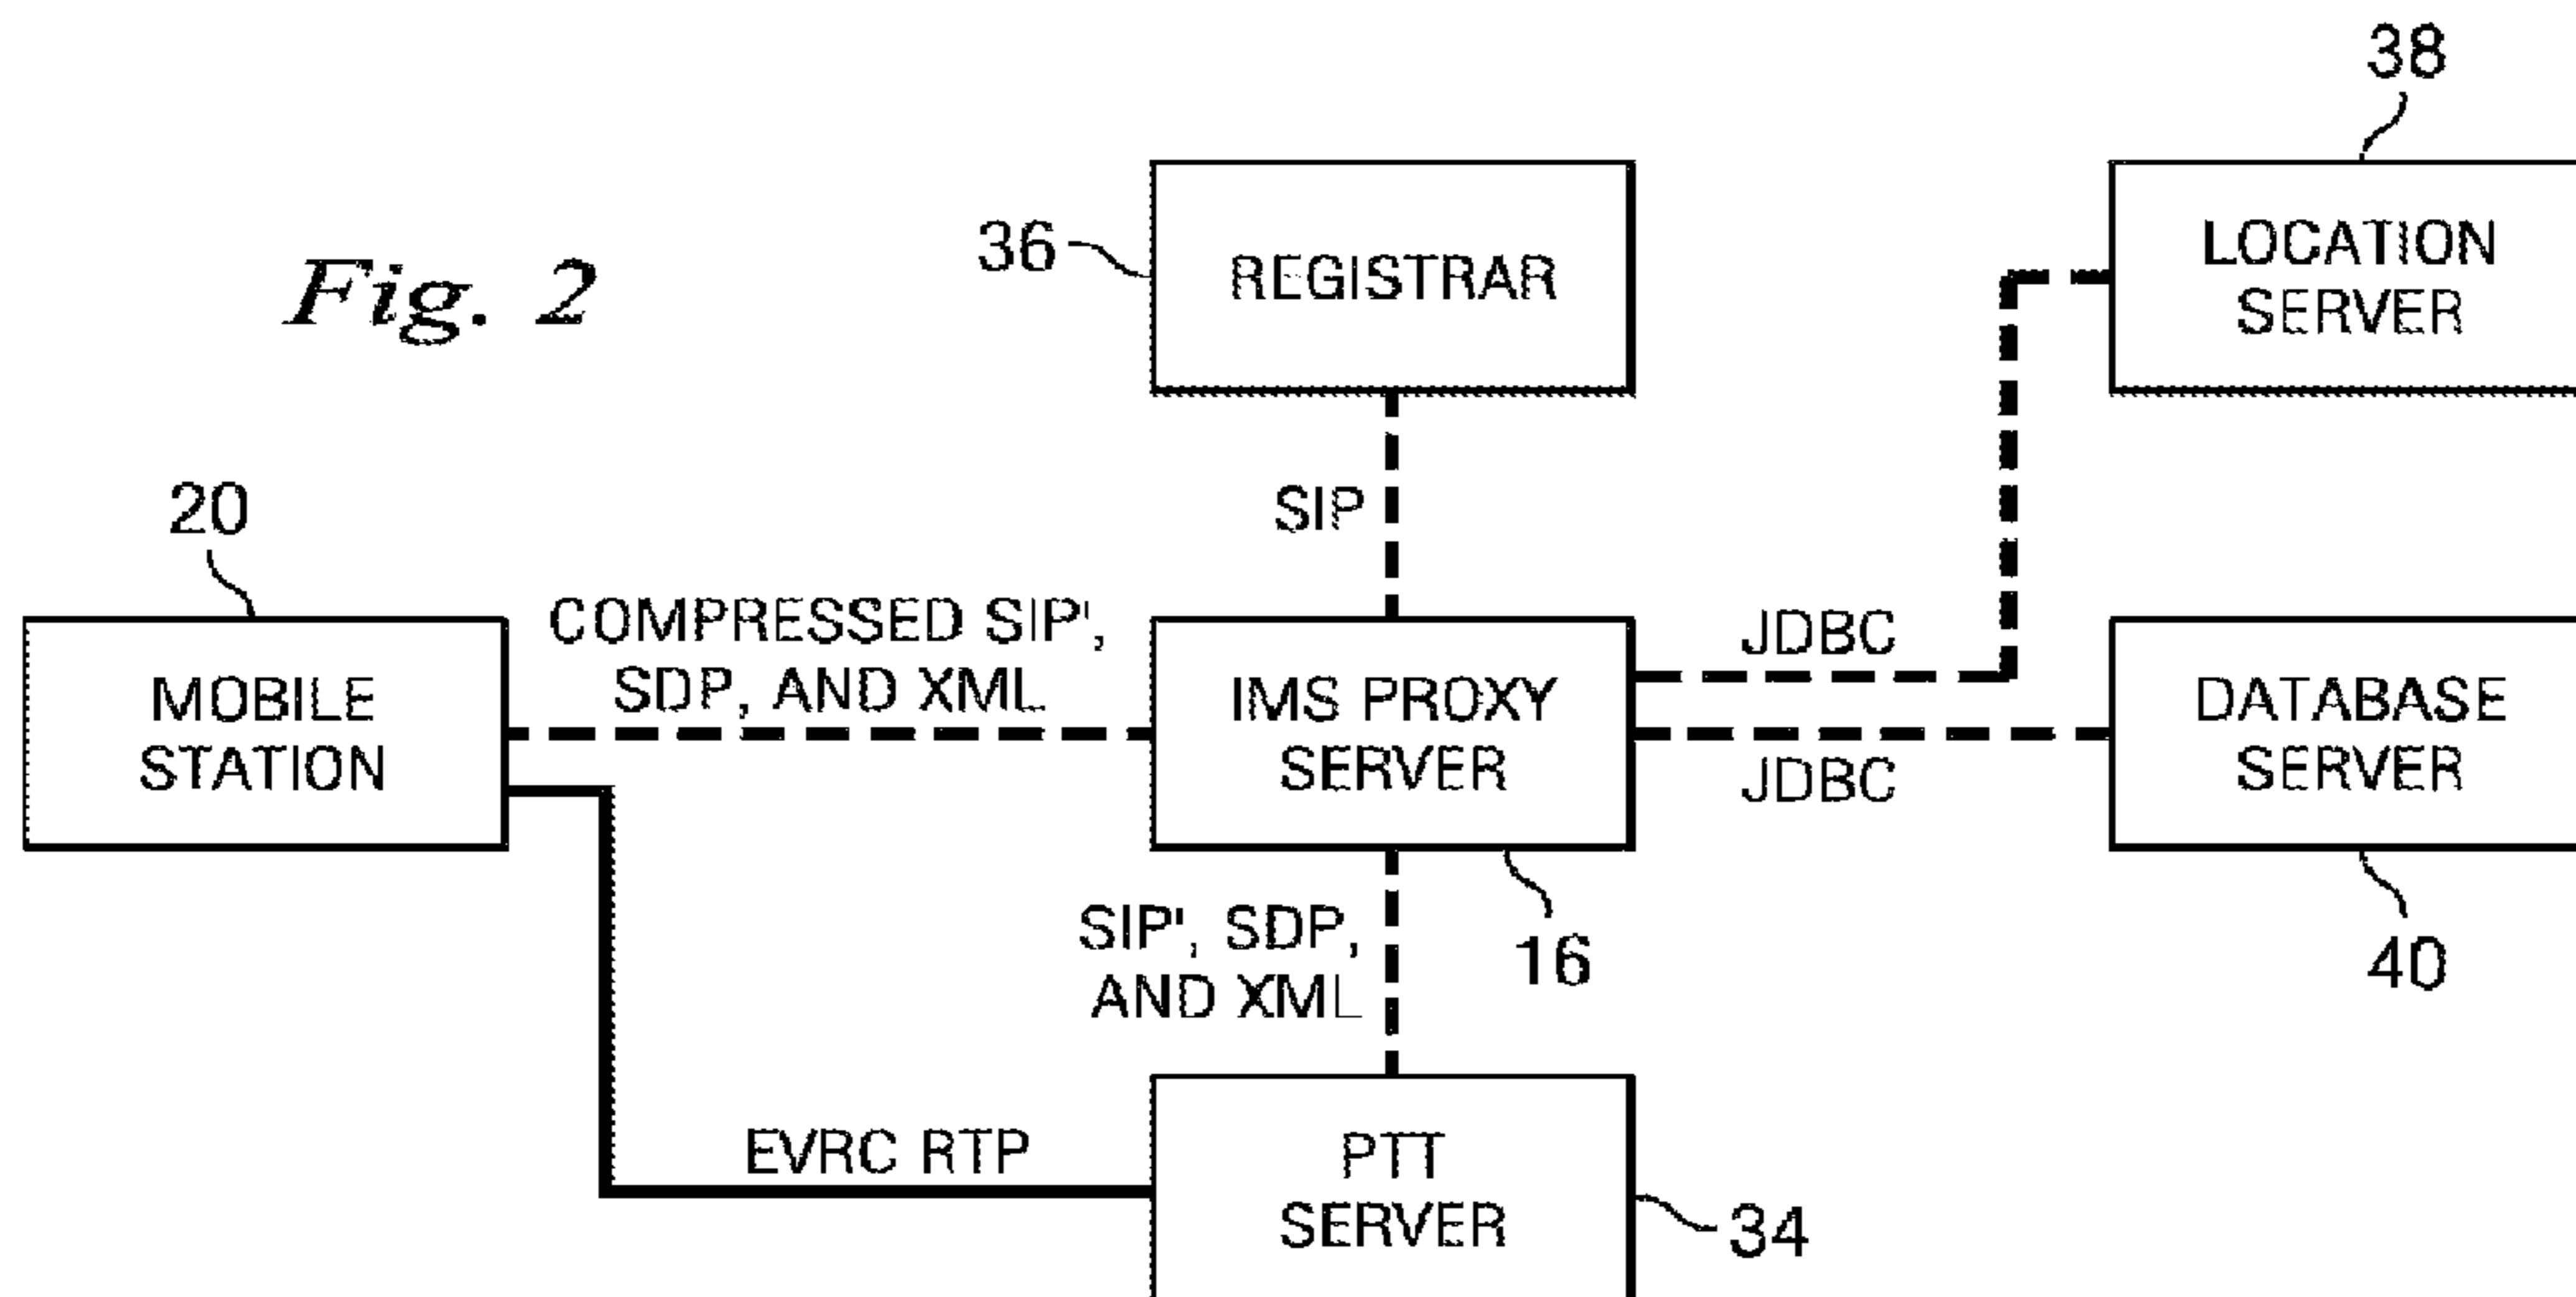 38
36
REGISTRAR
LOCATION
SERVER
Fig. 2
SIP
20
COMPRESSED SIP',
SDP, AND XML
JDBC
MOBILE
STATION
IMS PROXY
SERVER
DATABASE
SERVER
JDBC
SIP', SDP,
AND XML
16
40
EVRC RTP
PTT
SERVER
34